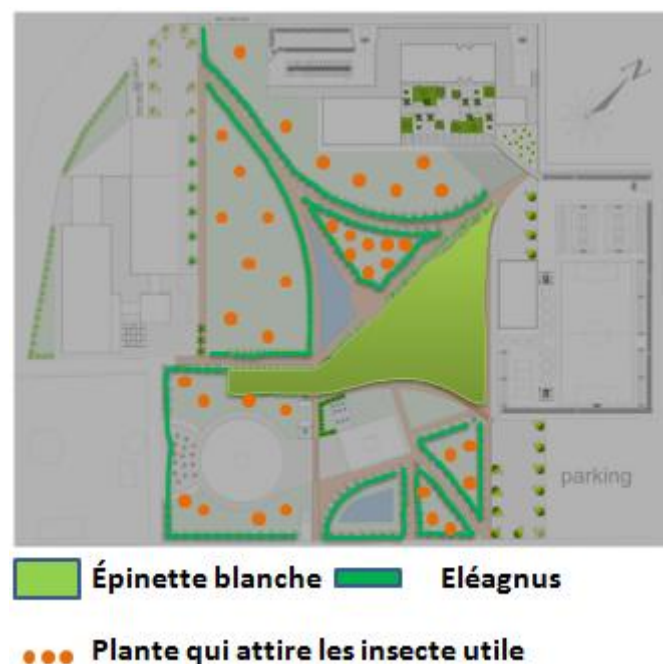 N
parking
Épinette blanche Eléagnus
Plante qui attire les insecte utile